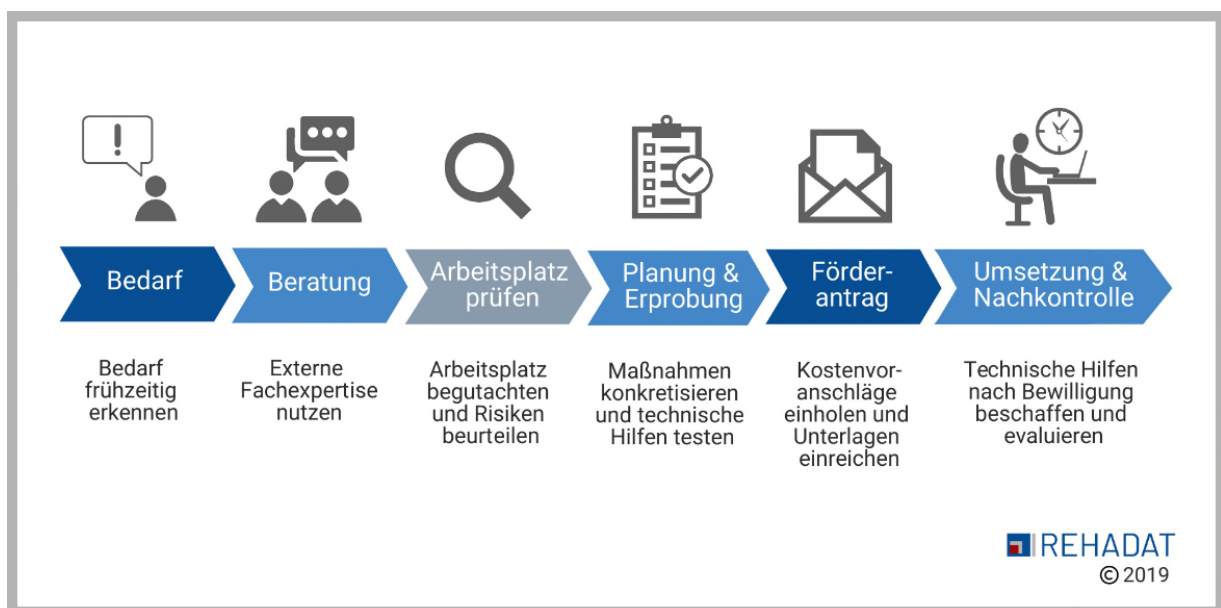 Bedarf
Beratung
Arbeitsplatz
prüfen
Planung &
Erprobung
Förder-
antrag
Umsetzung &
Nachkontrolle
Bedarf
frühzeitig
erkennen
Externe
Fachexpertise
nutzen
Arbeitsplatz
begutachten
und Risiken
beurteilen
Maßnahmen
konkretisieren
und technische
Hilfen testen
Kostenvor-
anschläge
einholen und
Unterlagen
einreichen
Technische Hilfen
nach Bewilligung
beschaffen und
evaluieren
REHADAT
© 2019